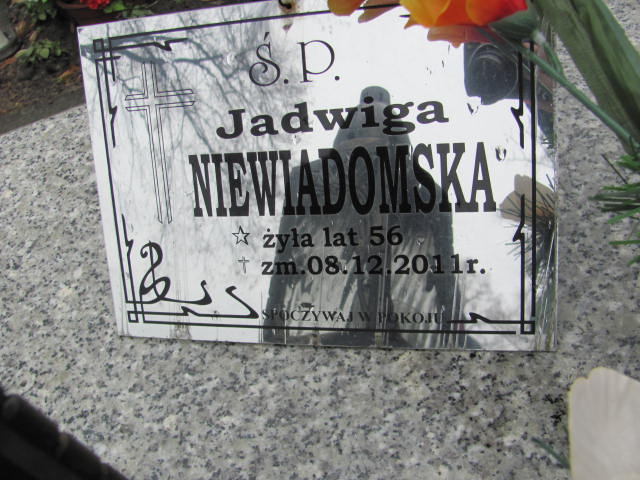 Ś.P.
Jadwiga
NIEWIADOMSKA
żyła lat 56
zm.08.12.2011r.
SPOCZYWAJ W POKOJU